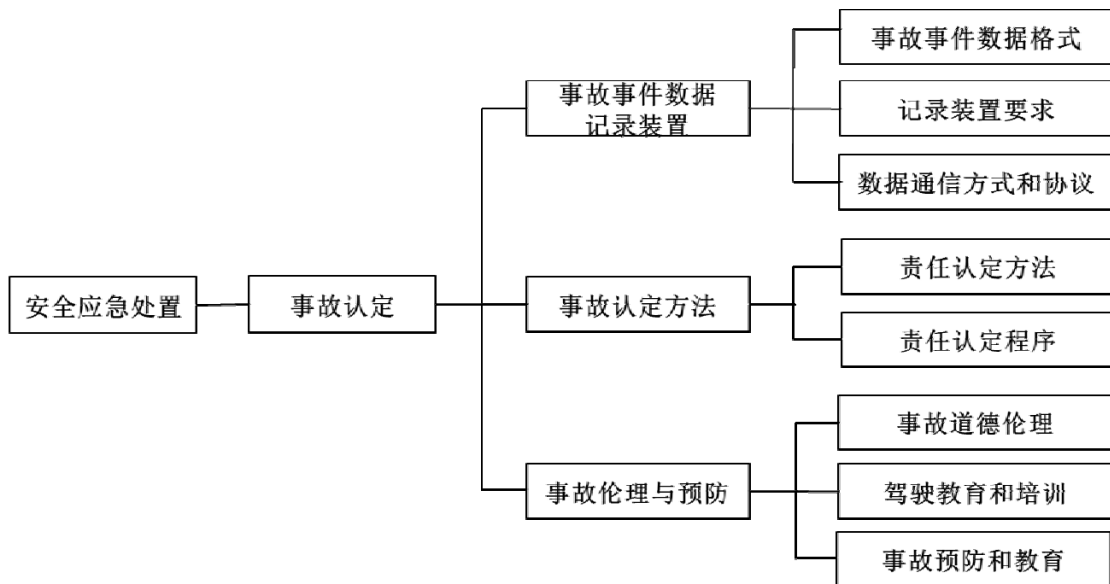 安全应急处置
事故认定
事故事件数据
记录装置
事故事件数据格式
记录装置要求
数据通信方式和协议
事故认定方法
责任认定方法
责任认定程序
事故伦理与预防
事故道德伦理
驾驶教育和培训
事故预防和教育